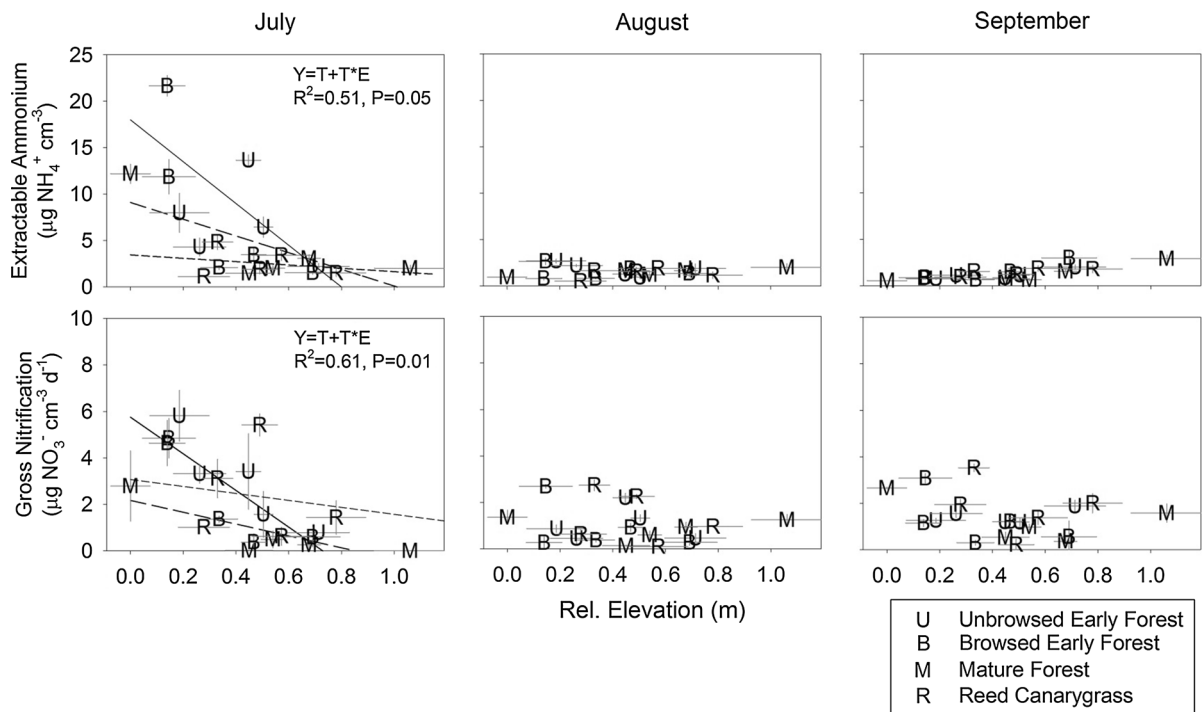 July August September
Extractable Ammonium
(µg NH4+ cm-3)
25
20
15
10
5
0
Y=T+T*E
R2=0.51, P=0.05
B
M
B
U
U
U
R
U
B
R
B
R
M
R
M
M
B
U
R
M
M
B
B
U
U
R
R
B
M
B
R
U
M
R
M
B
U
R
M
M
B
B
U
U
R
R
B
M
B
R
U
M
R
M
B
U
R
M
Gross Nitrification
(µg NO3- cm-3 d-1)
10
8
6
4
2
0
Y=T+T*E
R2=0.61, P=0.01
M
B
B
U
U
R
R
B
U
M
B
R
U
M
R
M
B
U
R
M
M
B
B
U
U
R
R
B
U
M
B
R
U
M
R
M
B
U
R
M
M
B
B
U
U
R
R
B
U
M
B
R
M
R
M
B
U
R
M
0.0 0.2 0.4 0.6 0.8 1.0
0.0 0.2 0.4 0.6 0.8 1.0
0.0 0.2 0.4 0.6 0.8 1.0
Rel. Elevation (m)
U Unbrowsed Early Forest
B Browsed Early Forest
M Mature Forest
R Reed Canarygrass